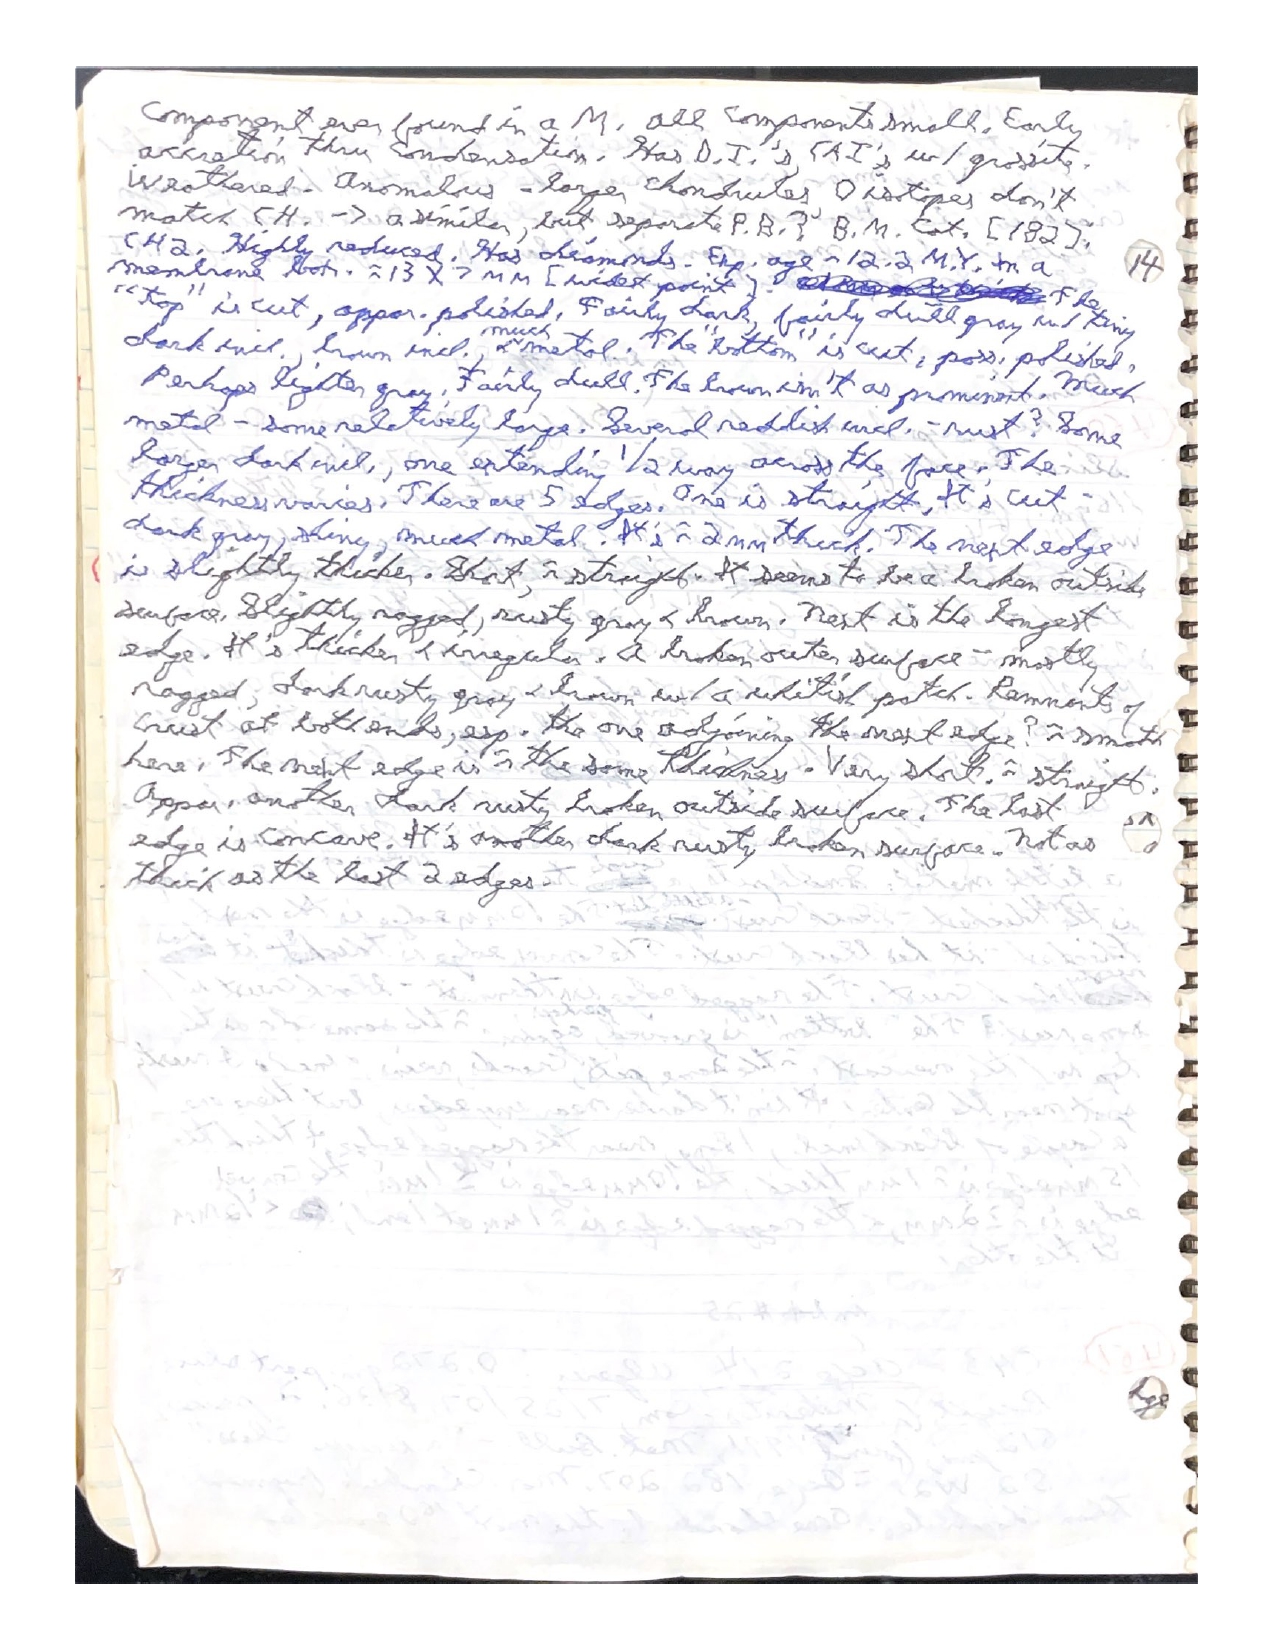 component ever found in a M. All components small. Early
accretion thru condensation. Has D.I.'s, CAI's w/ grossite.
Weathered. Anomalous - larger chondrules, O isotopes don't
match CH. -> a similar, but separate P.B.? B.M. Cat. [182]:
CH2. Highly reduced. Has diamonds. Exp. age ~12.2 M.Y. In a
14
membrane box. ~13 X 7 MM [widest point]. The
"top" is cut, appar. polished. Fairly dark, fairly dull gray w/ tiny
dark incl., brown incl., & much metal. The "bottom" is cut, poss. polished.
Perhaps lighter gray. Fairly dull. The brown isn't as prominent. Much
metal - some relatively large. Several reddish incl. - rust? Some
larger dark incl., one extending 1/2 way across the face. The
thickness varies. There are 5 edges. One is straight. It's cut -
dark gray, shiny, much metal. It's ~2mm thick. The next edge
is slightly thicker. Short, ~ straight. It seems to be a broken outside
surface. Slightly ragged, rusty gray & brown. Next is the longest
edge. It's thicker & irregular. A broken outer surface - mostly
ragged, dark rusty gray & brown w/ a whitish patch. Remnants of
crust at both ends, esp. the one adjoining the next edge? ~ smooth
here. The next edge is ~ the same thickness. Very short. ~ straight.
Appar. another dark rusty broken outside surface. The last
edge is concave. It's another dark rusty broken surface. Not as
thick as the last 2 edges.